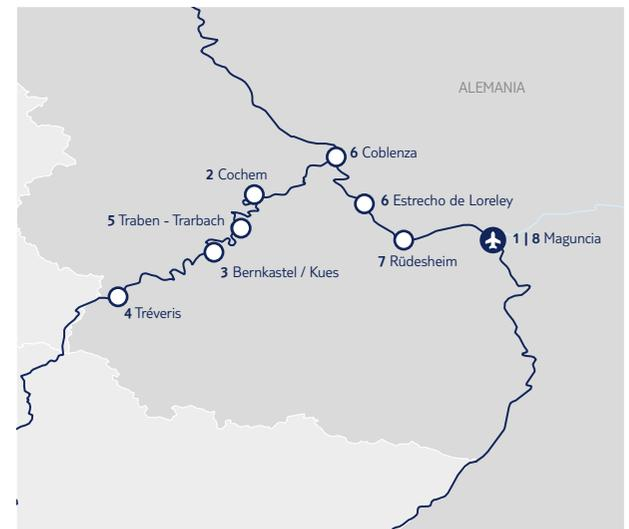 ALEMANIA
6 Coblenza
2 Cochem
6 Estrecho de Loreley
5 Traben - Trarbach
1 | 8 Maguncia
7 Rüdesheim
3 Bernkastel / Kues
4 Tréveris